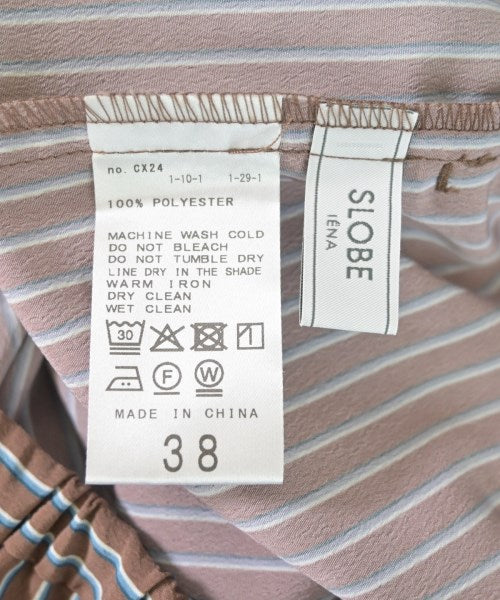 no. CX24
1-10-1 1-29-1
100% POLYESTER
MACHINE WASH COLD
DO NOT BLEACH
DO NOT TUMBLE DRY
LINE DRY IN THE SHADE
WARM IRON
DRY CLEAN
WET CLEAN
30
F W
MADE IN CHINA
38
SLOBE
IÉNA